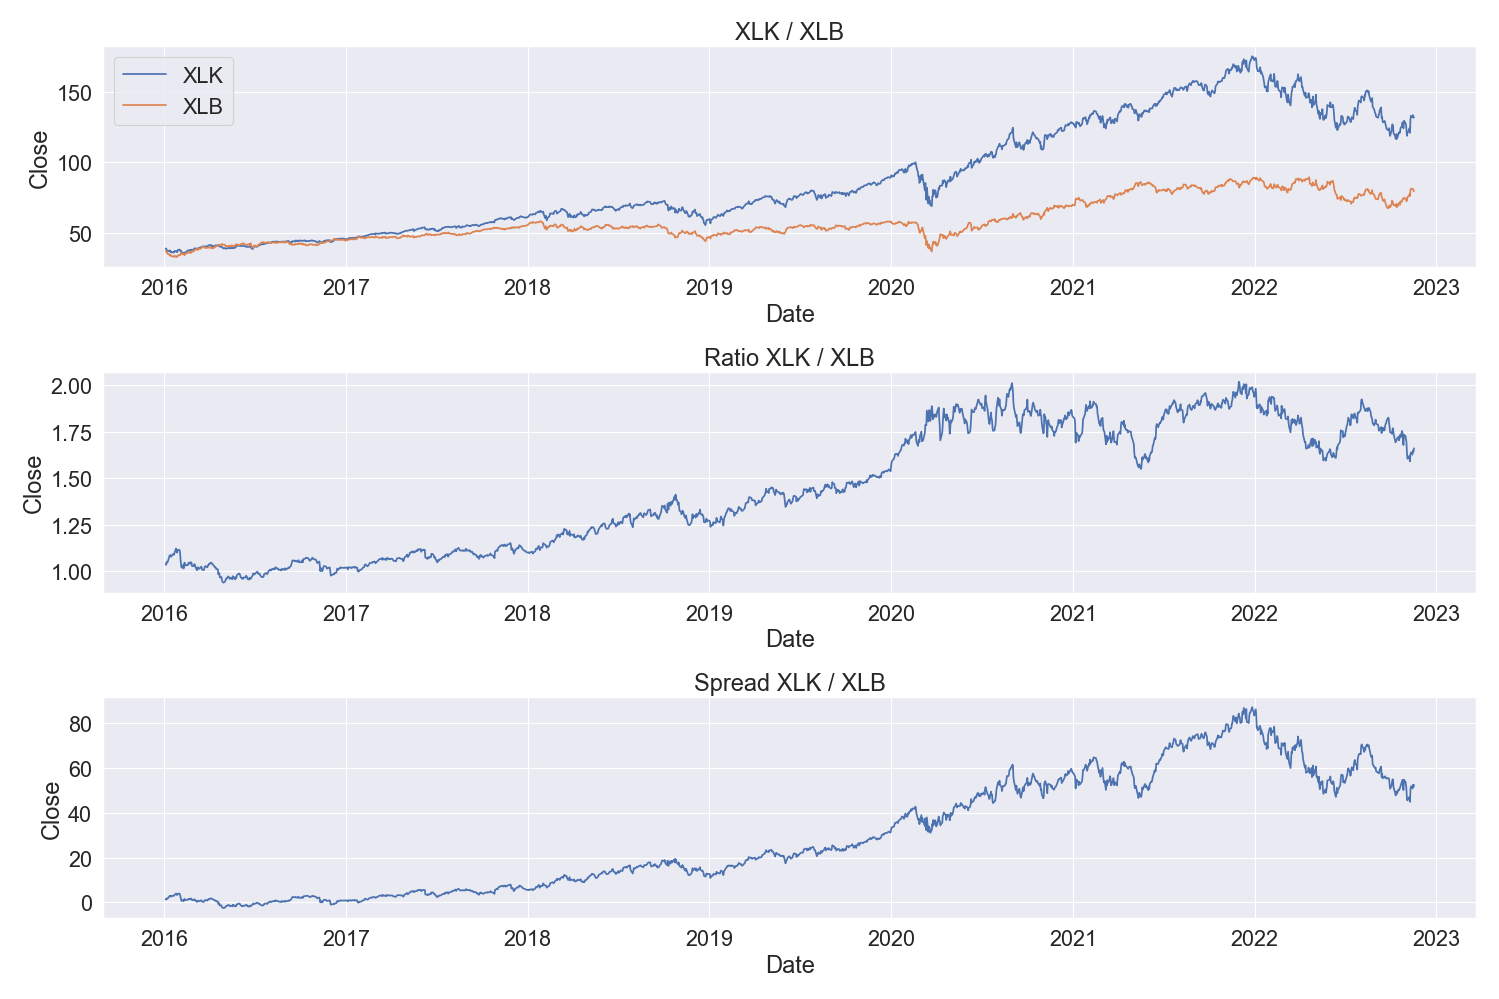 XLK / XLB
XLK
XLB
Close
150
100
50
2016 2017 2018 2019 2020 2021 2022 2023
Date
Ratio XLK / XLB
Close
2.00
1.75
1.50
1.25
1.00
2016 2017 2018 2019 2020 2021 2022 2023
Date
Spread XLK / XLB
Close
80
60
40
20
0
2016 2017 2018 2019 2020 2021 2022 2023
Date